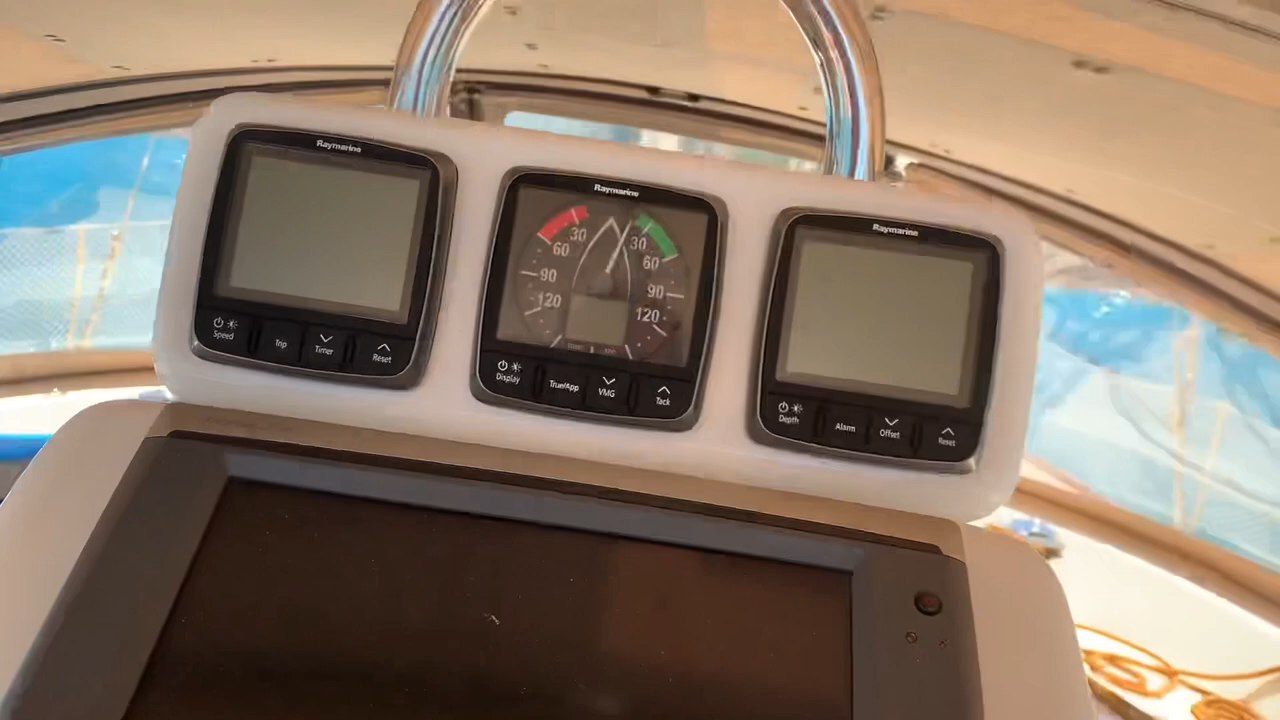 Raymarine
Speed
Trip
Timer
Reset
Raymarine
30 30
60 60
90 90
120 120
Display
True/App
VMG
Tack
Raymarine
Depth
Alarm
Offset
Reset